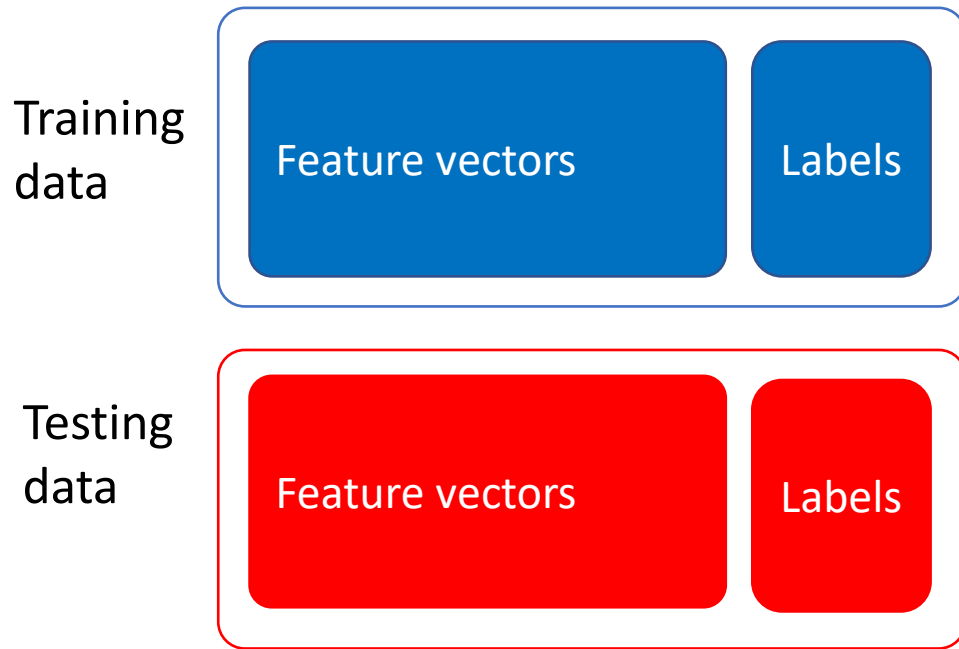 Training
data
Feature vectors
Labels
Testing
data
Feature vectors
Labels